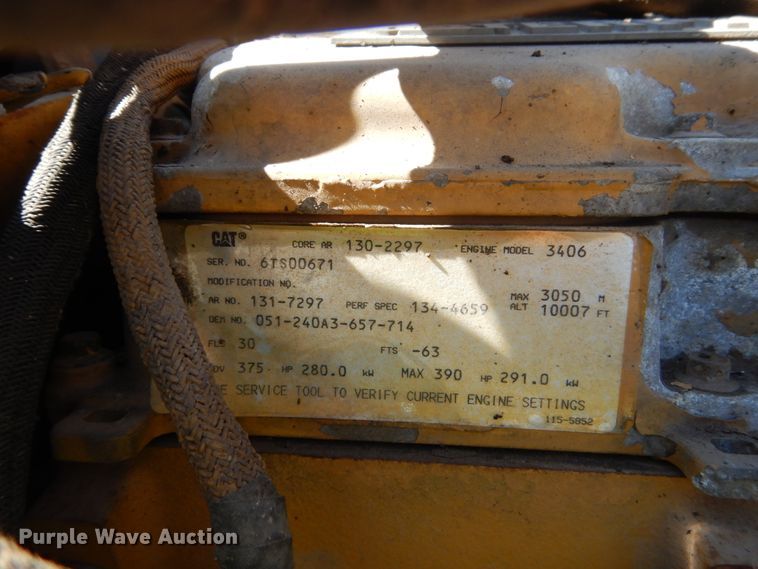 CAT® CORE AR 130-2297 ENGINE MODEL 3406
SER. NO. 6TS00671
MODIFICATION NO.
AR NO. 131-7297 PERF SPEC 134-4659 MAX ALT 3050 M 10007 FT
OEM NO. 051-240A3-657-714
FLS 30 FTS -63
ADV 375 HP 280.0 kW MAX 390 HP 291.0 kW
SERVICE TOOL TO VERIFY CURRENT ENGINE SETTINGS
115-5852
Purple Wave Auction